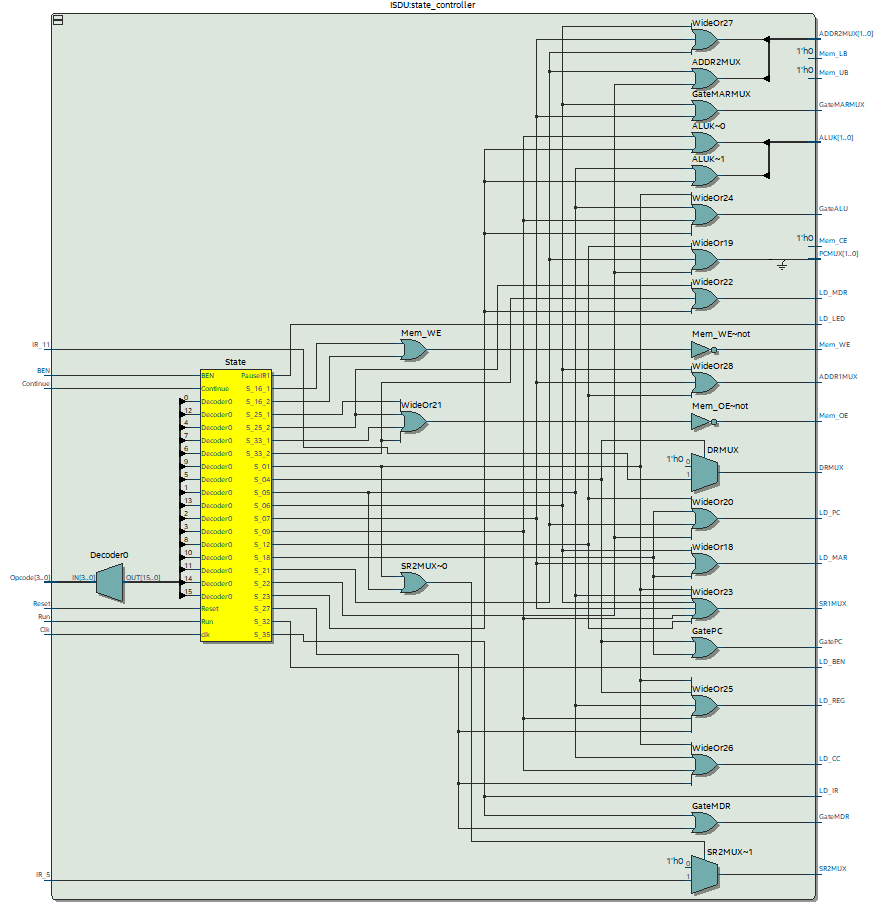 ISDU:state_controller
WideOr27
ADDR2MUX[1..0]
1'h0
Mem_LB
ADDR2MUX
1'h0
Mem_UB
GateMARMUX
GateMARMUX
ALUK~0
ALUK[1..0]
ALUK~1
WideOr24
GateALU
1'h0
Mem_CE
WideOr19
PCMUX[1..0]
WideOr22
LD_MDR
LD_LED
Mem_WE
Mem_WE~not
IR_11
Mem_WE
State
WideOr28
BEN
BEN
PauseIR1
ADDR1MUX
Continue
Continue
S_16_1
0
Decoder0
S_16_2
WideOr21
Mem_OE~not
12
Decoder0
S_25_1
Mem_OE
4
Decoder0
S_25_2
7
Decoder0
S_33_1
6
Decoder0
S_33_2
DRMUX
9
Decoder0
S_01
1'h0
0
DRMUX
5
Decoder0
S_04
1
1
Decoder0
S_05
13
Decoder0
S_06
WideOr20
2
Decoder0
S_07
LD_PC
3
Decoder0
S_09
8
Decoder0
S_12
WideOr18
10
Decoder0
S_18
LD_MAR
Decoder0
11
Decoder0
S_21
SR2MUX~0
Opcode[3..0]
IN[3..0]
OUT[15..0]
14
Decoder0
S_22
WideOr23
15
Decoder0
S_23
Reset
Reset
S_27
SR1MUX
Run
Run
S_32
Clk
clk
S_35
GatePC
GatePC
LD_BEN
WideOr25
LD_REG
WideOr26
LD_CC
LD_IR
GateMDR
GateMDR
SR2MUX~1
1'h0
0
SR2MUX
IR_5
1